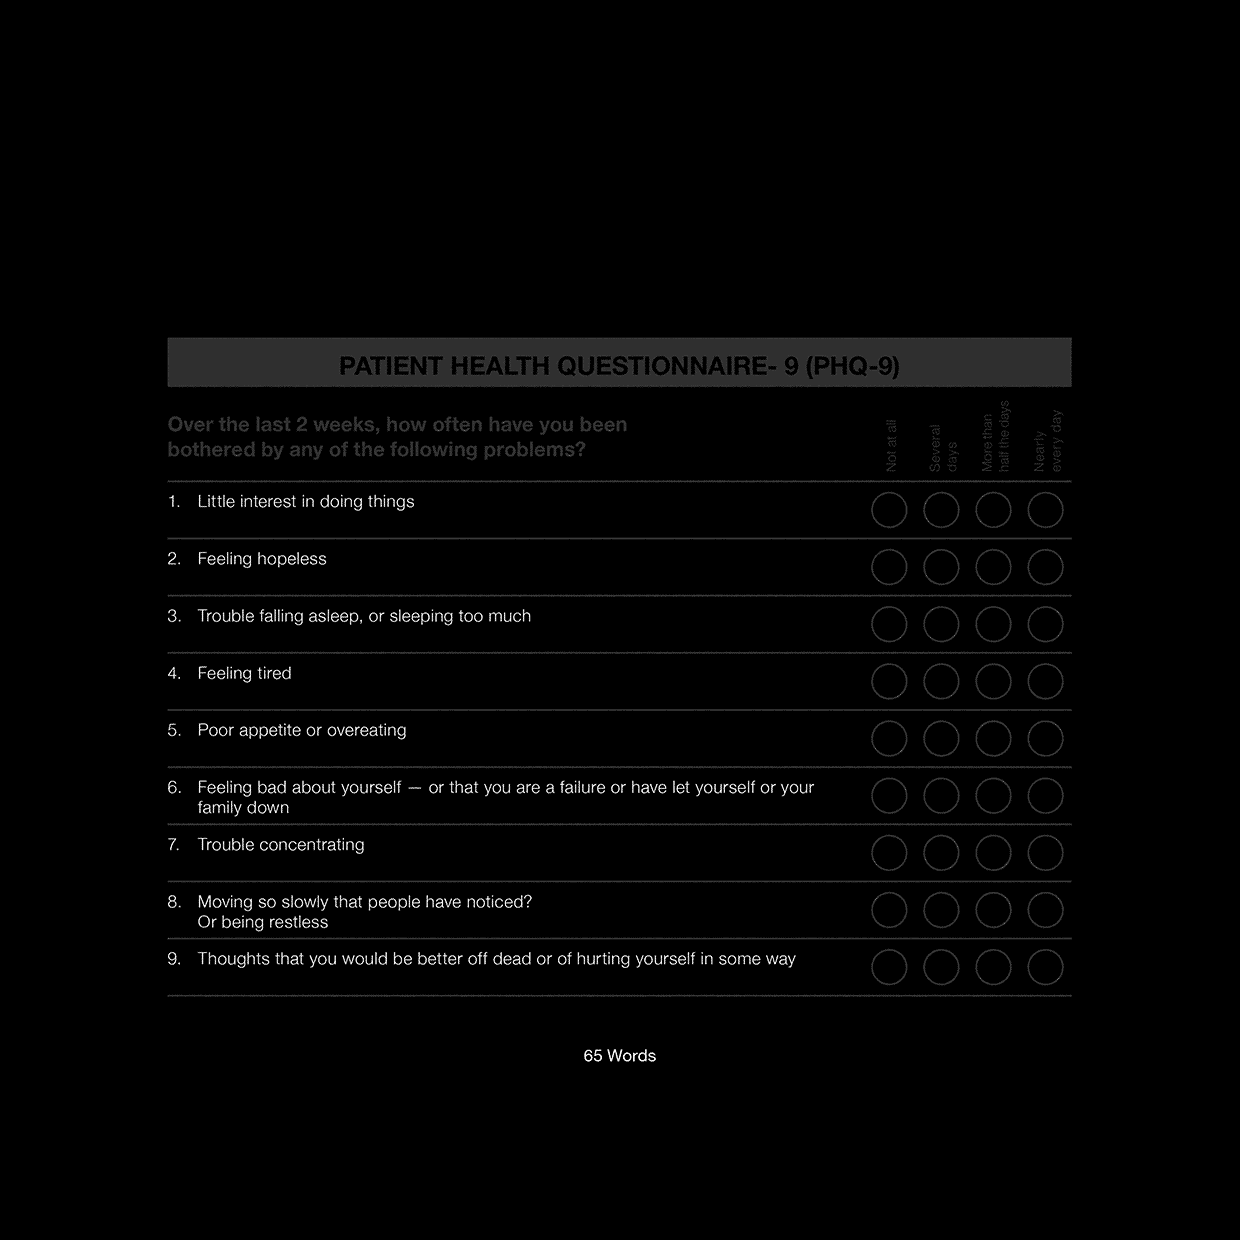 PATIENT HEALTH QUESTIONNAIRE- 9 (PHQ-9)
Over the last 2 weeks, how often have you been
bothered by any of the following problems?
Not at all
Several
days
More than
half the days
Nearly
every day
1. Little interest in doing things
2. Feeling hopeless
3. Trouble falling asleep, or sleeping too much
4. Feeling tired
5. Poor appetite or overeating
6. Feeling bad about yourself — or that you are a failure or have let yourself or your
family down
7. Trouble concentrating
8. Moving so slowly that people have noticed?
Or being restless
9. Thoughts that you would be better off dead or of hurting yourself in some way
65 Words